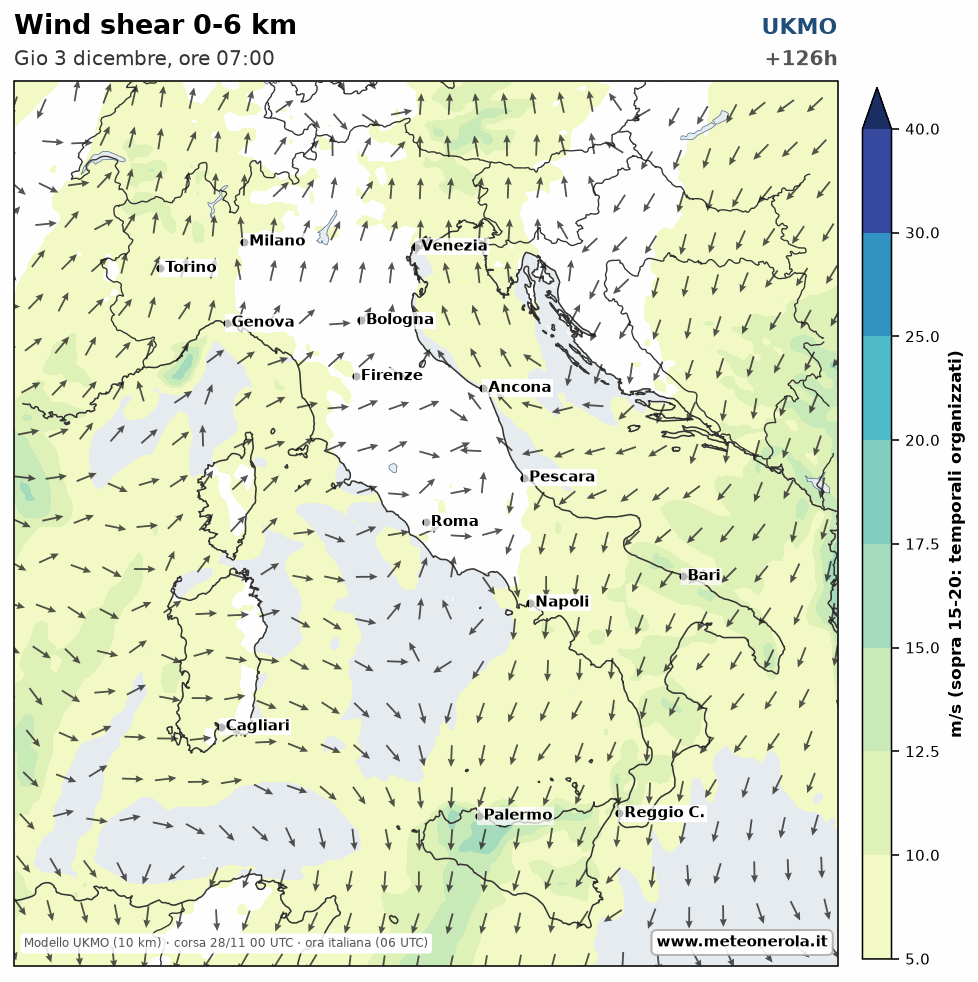 Wind shear 0-6 km
UKMO
Gio 3 dicembre, ore 07:00
+126h
Milano
Venezia
Torino
Genova
Bologna
Firenze
Ancona
Pescara
Roma
Bari
Napoli
Cagliari
Palermo
Reggio C.
Modello UKMO (10 km) · corsa 28/11 00 UTC · ora italiana (06 UTC)
www.meteonerola.it
40.0
30.0
25.0
20.0
17.5
15.0
12.5
10.0
5.0
m/s (sopra 15-20: temporali organizzati)